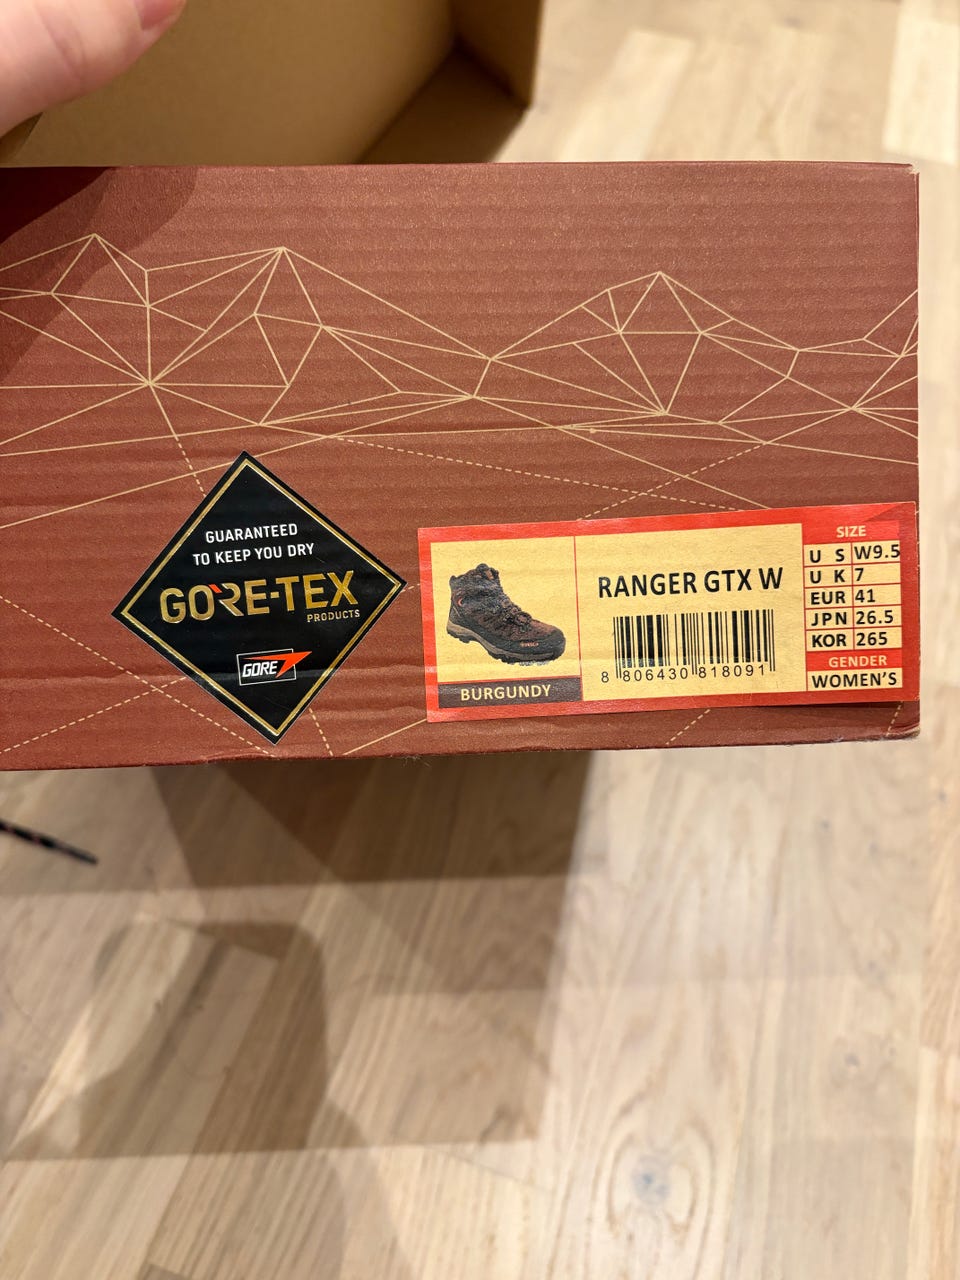 GUARANTEED
TO KEEP YOU DRY
GORE-TEX
PRODUCTS
GORE
BURGUNDY
RANGER GTX W
8 806430 818091
SIZE
U S W9.5
U K 7
EUR 41
JPN 26.5
KOR 265
GENDER
WOMEN'S